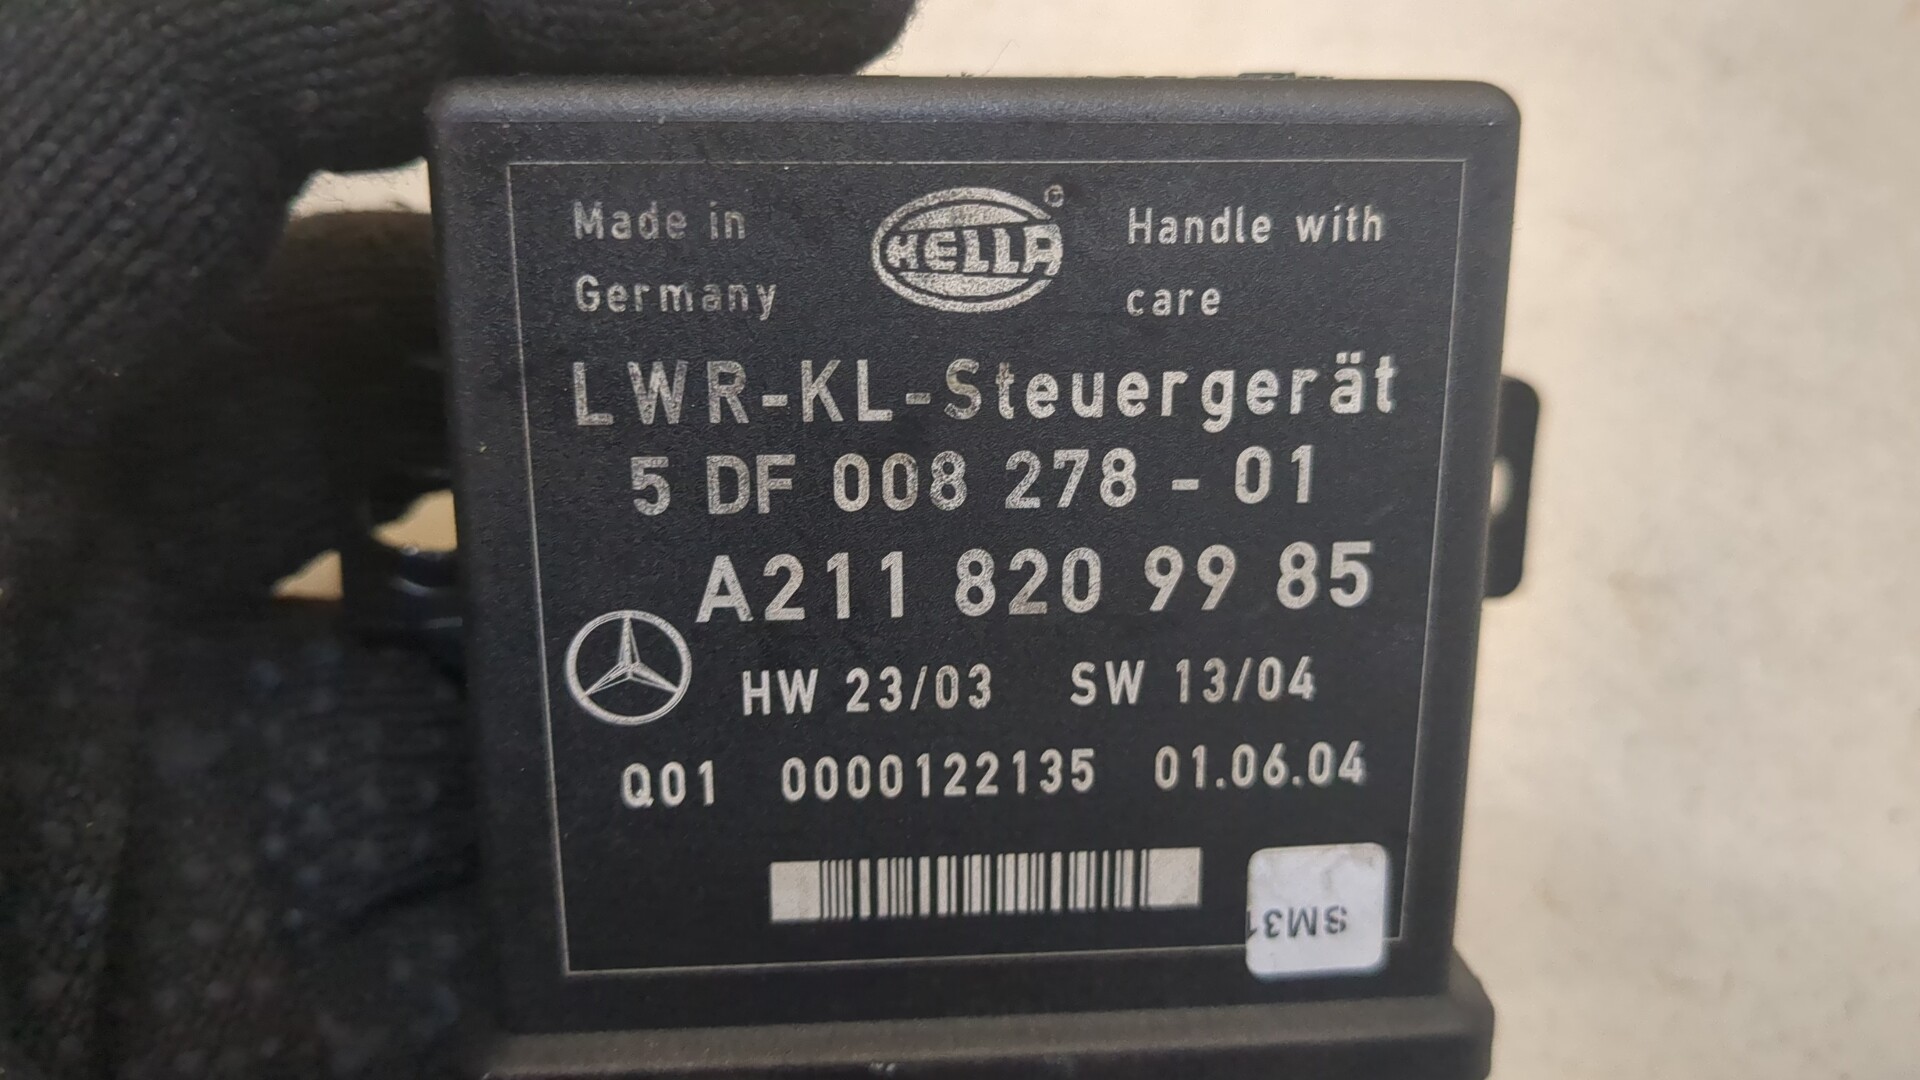 Made in
Germany
HELLA
Handle with
care
LWR-KL-Steuergerät
5 DF 008 278 - 01
A211 820 99 85
HW 23/03 SW 13/04
Q01 0000122135 01.06.04
SM31